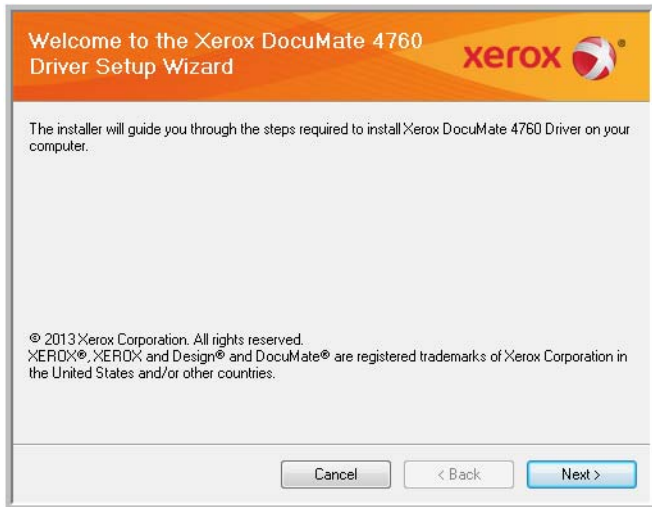 Welcome to the Xerox DocuMate 4760
Driver Setup Wizard
xerox ®
The installer will guide you through the steps required to install Xerox DocuMate 4760 Driver on your
computer.
© 2013 Xerox Corporation. All rights reserved.
XEROX®, XEROX and Design® and DocuMate® are registered trademarks of Xerox Corporation in
the United States and/or other countries.
Cancel < Back Next >